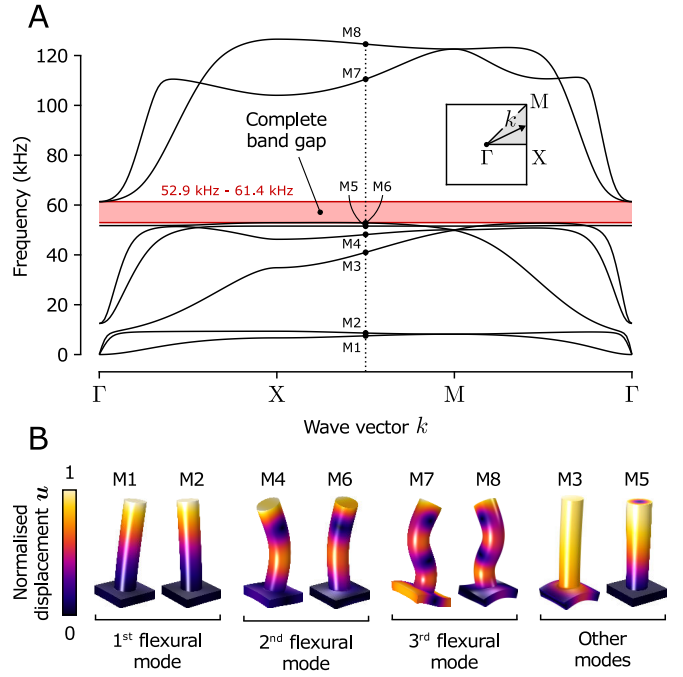 A
Frequency (kHz)
120
100
80
60
40
20
0
M8
M7
Complete
band gap
52.9 kHz - 61.4 kHz
M5
M6
M4
M3
M2
M1
M
k
Γ
X
Γ
X
M
Γ
Wave vector k
B
Normalised
displacement u
1
0
M1
M2
M4
M6
M7
M8
M3
M5
1st flexural
mode
2nd flexural
mode
3rd flexural
mode
Other
modes